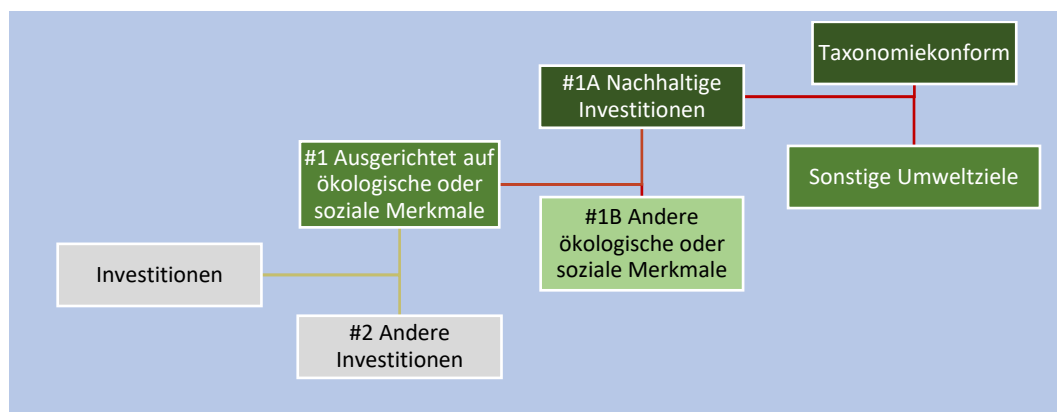 Taxonomiekonform
#1A Nachhaltige
Investitionen
#1 Ausgerichtet auf
ökologische oder
soziale Merkmale
Sonstige Umweltziele
#1B Andere
ökologische oder
soziale Merkmale
Investitionen
#2 Andere
Investitionen